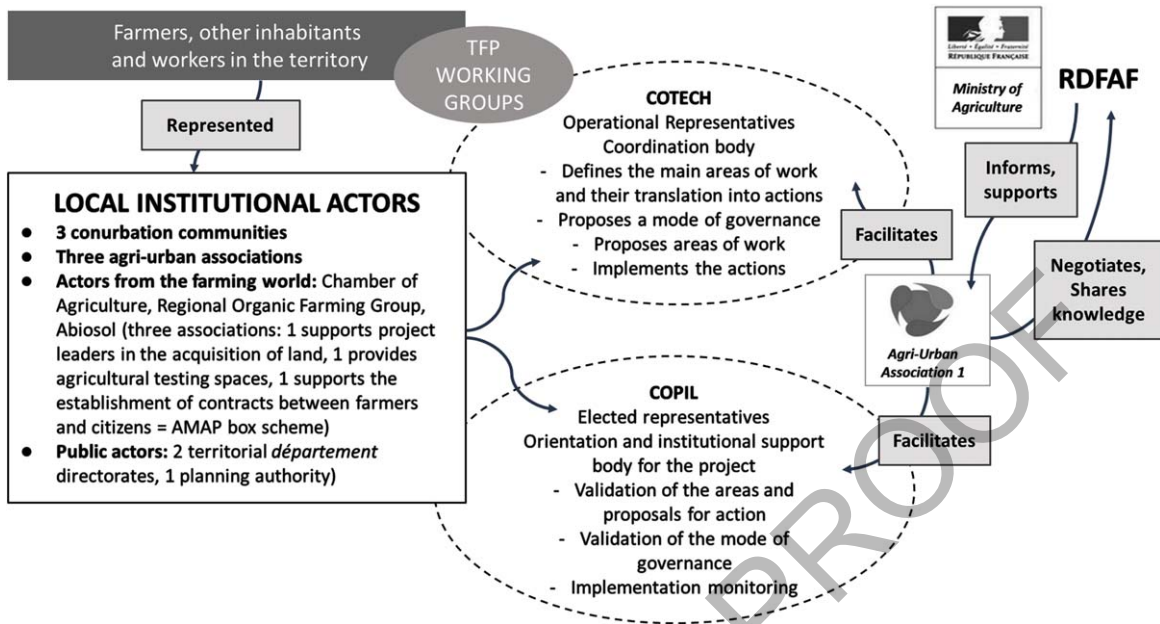 Farmers, other inhabitants
and workers in the territory
TFP
WORKING
GROUPS
Represented
LOCAL INSTITUTIONAL ACTORS
● 3 conurbation communities
● Three agri-urban associations
● Actors from the farming world: Chamber of
Agriculture, Regional Organic Farming Group,
Abiosol (three associations: 1 supports project
leaders in the acquisition of land, 1 provides
agricultural testing spaces, 1 supports the
establishment of contracts between farmers
and citizens = AMAP box scheme)
● Public actors: 2 territorial département
directorates, 1 planning authority)
COTECH
Operational Representatives
Coordination body
- Defines the main areas of work
and their translation into actions
- Proposes a mode of governance
- Proposes areas of work
- Implements the actions
COPIL
Elected representatives
Orientation and institutional support
body for the project
- Validation of the areas and
proposals for action
- Validation of the mode of
governance
- Implementation monitoring
Liberté • Égalité • Fraternité
RÉPUBLIQUE FRANÇAISE
Ministry of
Agriculture
RDFAF
Informs,
supports
Facilitates
Negotiates,
Shares
knowledge
Agri-Urban
Association 1
Facilitates
PROOF